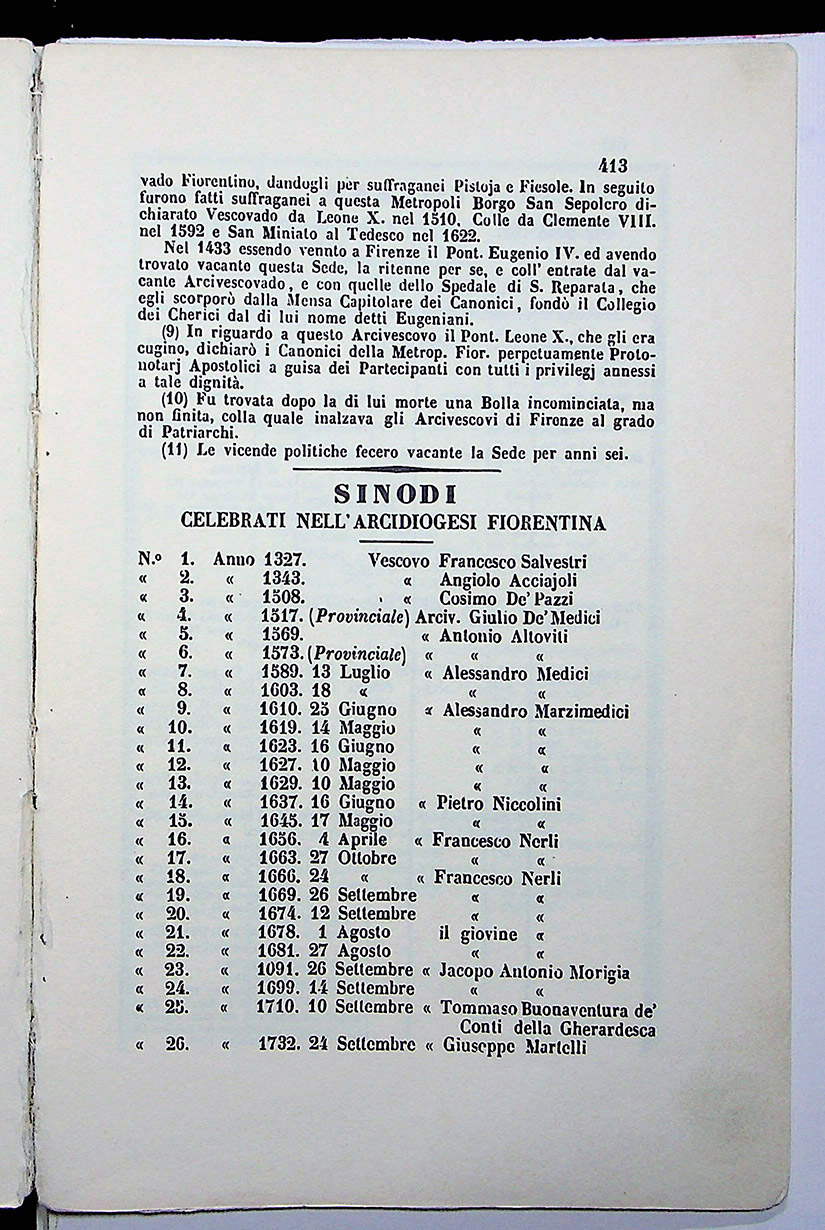 413
vado Fiorentino, dandogli per suffraganei Pistoja e Fiesole. In seguito
furono fatti suffraganei a questa Metropoli Borgo San Sepolcro di-
chiarato Vescovado da Leone X. nel 1510. Colle da Clemente VIII.
nel 1592 e San Miniato al Tedesco nel 1622.
Nel 1433 essendo vennto a Firenze il Pont. Eugenio IV. ed avendo
trovato vacante questa Sede, la ritenne per se, e coll' entrate dal va-
cante Arcivescovado, e con quelle dello Spedale di S. Reparata, che
egli scorporò dalla Mensa Capitolare dei Canonici, fondò il Collegio
dei Cherici dal di lui nome detti Eugeniani.
(9) In riguardo a questo Arcivescovo il Pont. Leone X., che gli era
cugino, dichiarò i Canonici della Metrop. Fior. perpetuamente Proto-
notarj Apostolici a guisa dei Partecipanti con tutti i privilegj annessi
a tale dignità.
(10) Fu trovata dopo la di lui morte una Bolla incominciata, ma
non finita, colla quale inalzava gli Arcivescovi di Firenze al grado
di Patriarchi.
(11) Le vicende politiche fecero vacante la Sede per anni sei.
SINODI
CELEBRATI NELL'ARCIDIOGESI FIORENTINA
N.º 1. Anno 1327. Vescovo Francesco Salvestri
« 2. « 1343. « Angiolo Acciajoli
« 3. « 1508. « Cosimo De' Pazzi
« 4. « 1517. (Provinciale) Arciv. Giulio De' Medici
« 5. « 1569. « Antonio Altoviti
« 6. « 1573. (Provinciale) « « «
« 7. « 1589. 13 Luglio « Alessandro Medici
« 8. « 1603. 18 « « «
« 9. « 1610. 25 Giugno « Alessandro Marzimedici
« 10. « 1619. 14 Maggio « «
« 11. « 1623. 16 Giugno « «
« 12. « 1627. 10 Maggio « «
« 13. « 1629. 10 Maggio « «
« 14. « 1637. 16 Giugno « Pietro Niccolini
« 15. « 1645. 17 Maggio « «
« 16. « 1656. 4 Aprile « Francesco Nerli
« 17. « 1663. 27 Ottobre « «
« 18. « 1666. 24 « « Francesco Nerli
« 19. « 1669. 26 Settembre « «
« 20. « 1674. 12 Settembre « «
« 21. « 1678. 1 Agosto il giovine «
« 22. « 1681. 27 Agosto « «
« 23. « 1091. 26 Settembre « Jacopo Antonio Morigia
« 24. « 1699. 14 Settembre « «
« 25. « 1710. 10 Settembre « Tommaso Buonaventura de'
Conti della Gherardesca
« 26. « 1732. 24 Settembre « Giuseppe Martelli